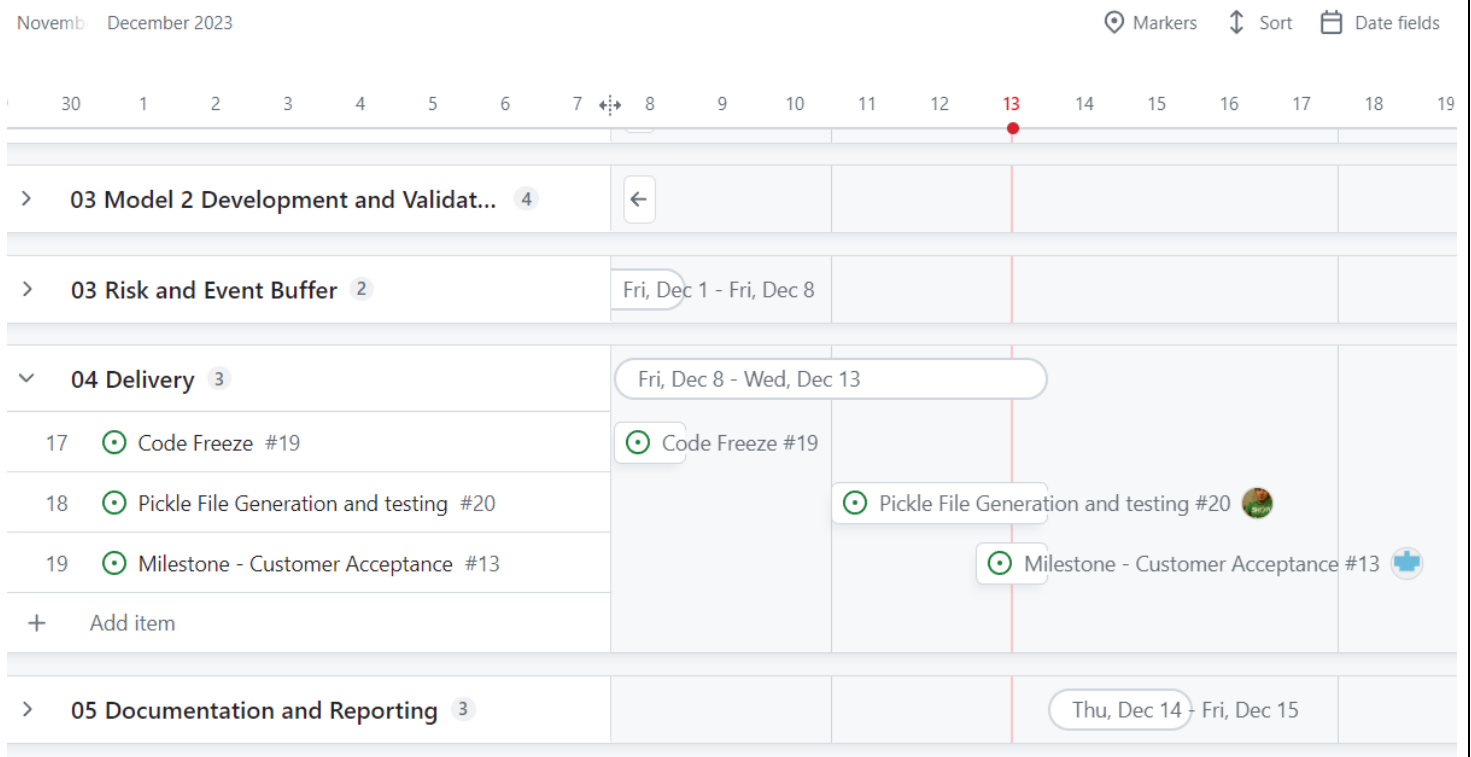 Novemb December 2023 Markers Sort Date fields
30 1 2 3 4 5 6 7 8 9 10 11 12 13 14 15 16 17 18 19
03 Model 2 Development and Validat... 4
03 Risk and Event Buffer 2 Fri, Dec 1 - Fri, Dec 8
04 Delivery 3 Fri, Dec 8 - Wed, Dec 13
17 Code Freeze #19 Code Freeze #19
18 Pickle File Generation and testing #20 Pickle File Generation and testing #20
19 Milestone - Customer Acceptance #13 Milestone - Customer Acceptance #13
+ Add item
05 Documentation and Reporting 3 Thu, Dec 14 - Fri, Dec 15